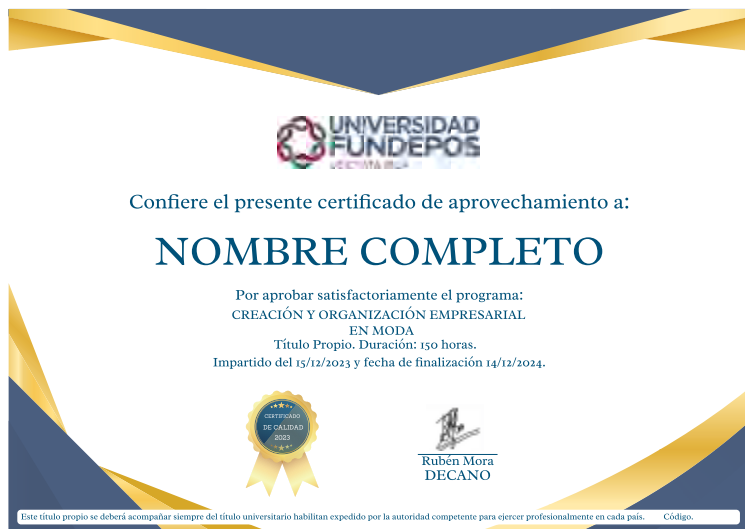 UNIVERSIDAD
FUNDEPOS
Confiere el presente certificado de aprovechamiento a:
NOMBRE COMPLETO
Por aprobar satisfactoriamente el programa:
CREACIÓN Y ORGANIZACIÓN EMPRESARIAL
EN MODA
Título Propio. Duración: 150 horas.
Impartido del 15/12/2023 y fecha de finalización 14/12/2024.
CERTIFICADO
DE CALIDAD
2023
Rubén Mora
DECANO
Este título propio se deberá acompañar siempre del título universitario habilitan expedido por la autoridad competente para ejercer profesionalmente en cada país. Código.